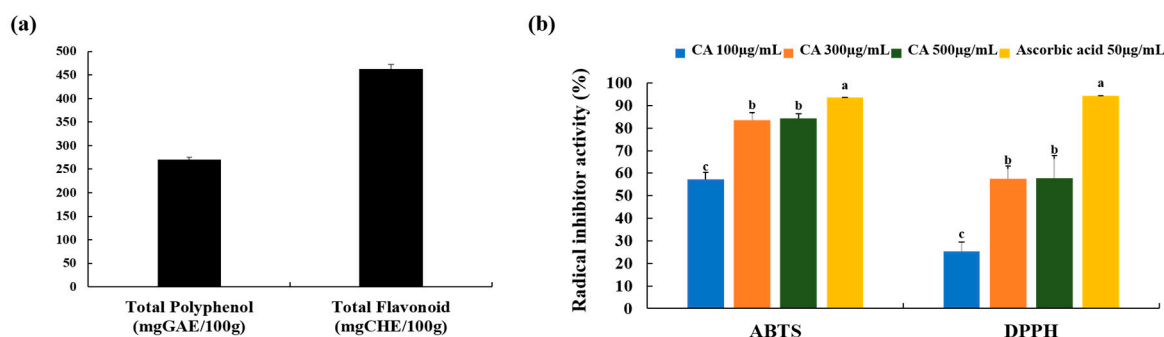 (a)
500
450
400
350
300
250
200
150
100
50
0
Total Polyphenol
(mgGAE/100g)
Total Flavonoid
(mgCHE/100g)
(b)
CA 100µg/mL CA 300µg/mL CA 500µg/mL Ascorbic acid 50µg/mL
Radical inhibitor activity (%)
100
90
80
70
60
50
40
30
20
10
0
c
b
b
a
c
b
b
a
ABTS
DPPH